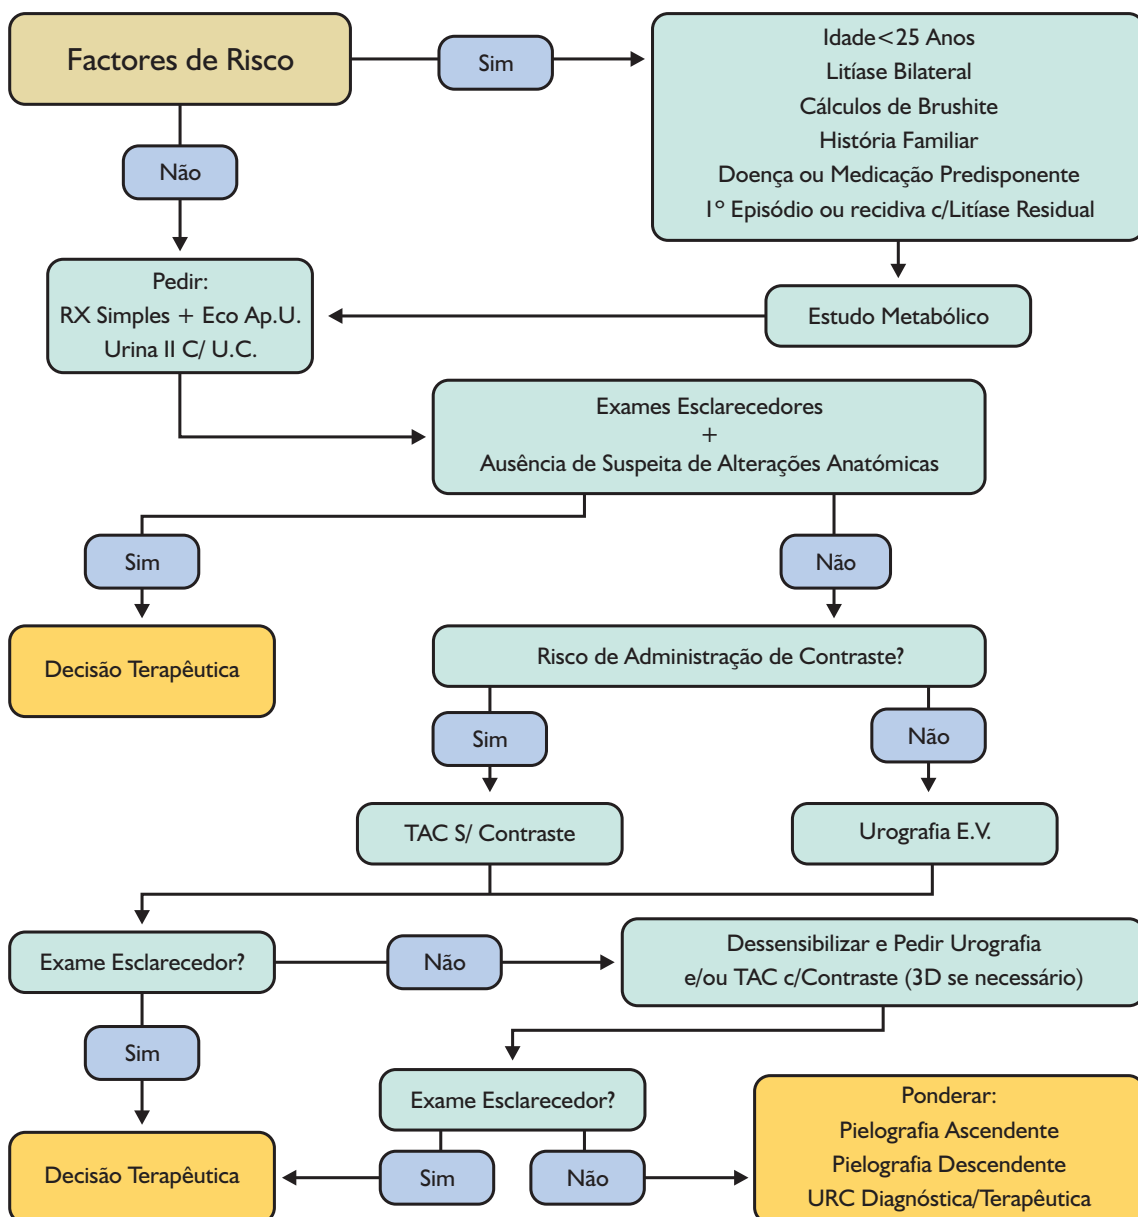 Factores de Risco
Sim
Idade<25 Anos
Litíase Bilateral
Cálculos de Brushite
História Familiar
Doença ou Medicação Predisponente
1º Episódio ou recidiva c/Litíase Residual
Não
Pedir:
RX Simples + Eco Ap.U.
Urina II C/ U.C.
Estudo Metabólico
Exames Esclarecedores
+
Ausência de Suspeita de Alterações Anatómicas
Sim
Não
Decisão Terapêutica
Risco de Administração de Contraste?
Sim
Não
TAC S/ Contraste
Urografia E.V.
Exame Esclarecedor?
Não
Dessensibilizar e Pedir Urografia
e/ou TAC c/Contraste (3D se necessário)
Sim
Exame Esclarecedor?
Decisão Terapêutica
Sim
Não
Ponderar:
Pielografia Ascendente
Pielografia Descendente
URC Diagnóstica/Terapêutica